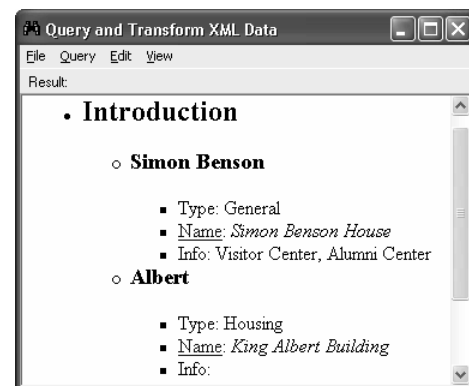 Query and Transform XML Data
File Query Edit View
Result:
Introduction
Simon Benson
Type: General
Name: Simon Benson House
Info: Visitor Center, Alumni Center
Albert
Type: Housing
Name: King Albert Building
Info: